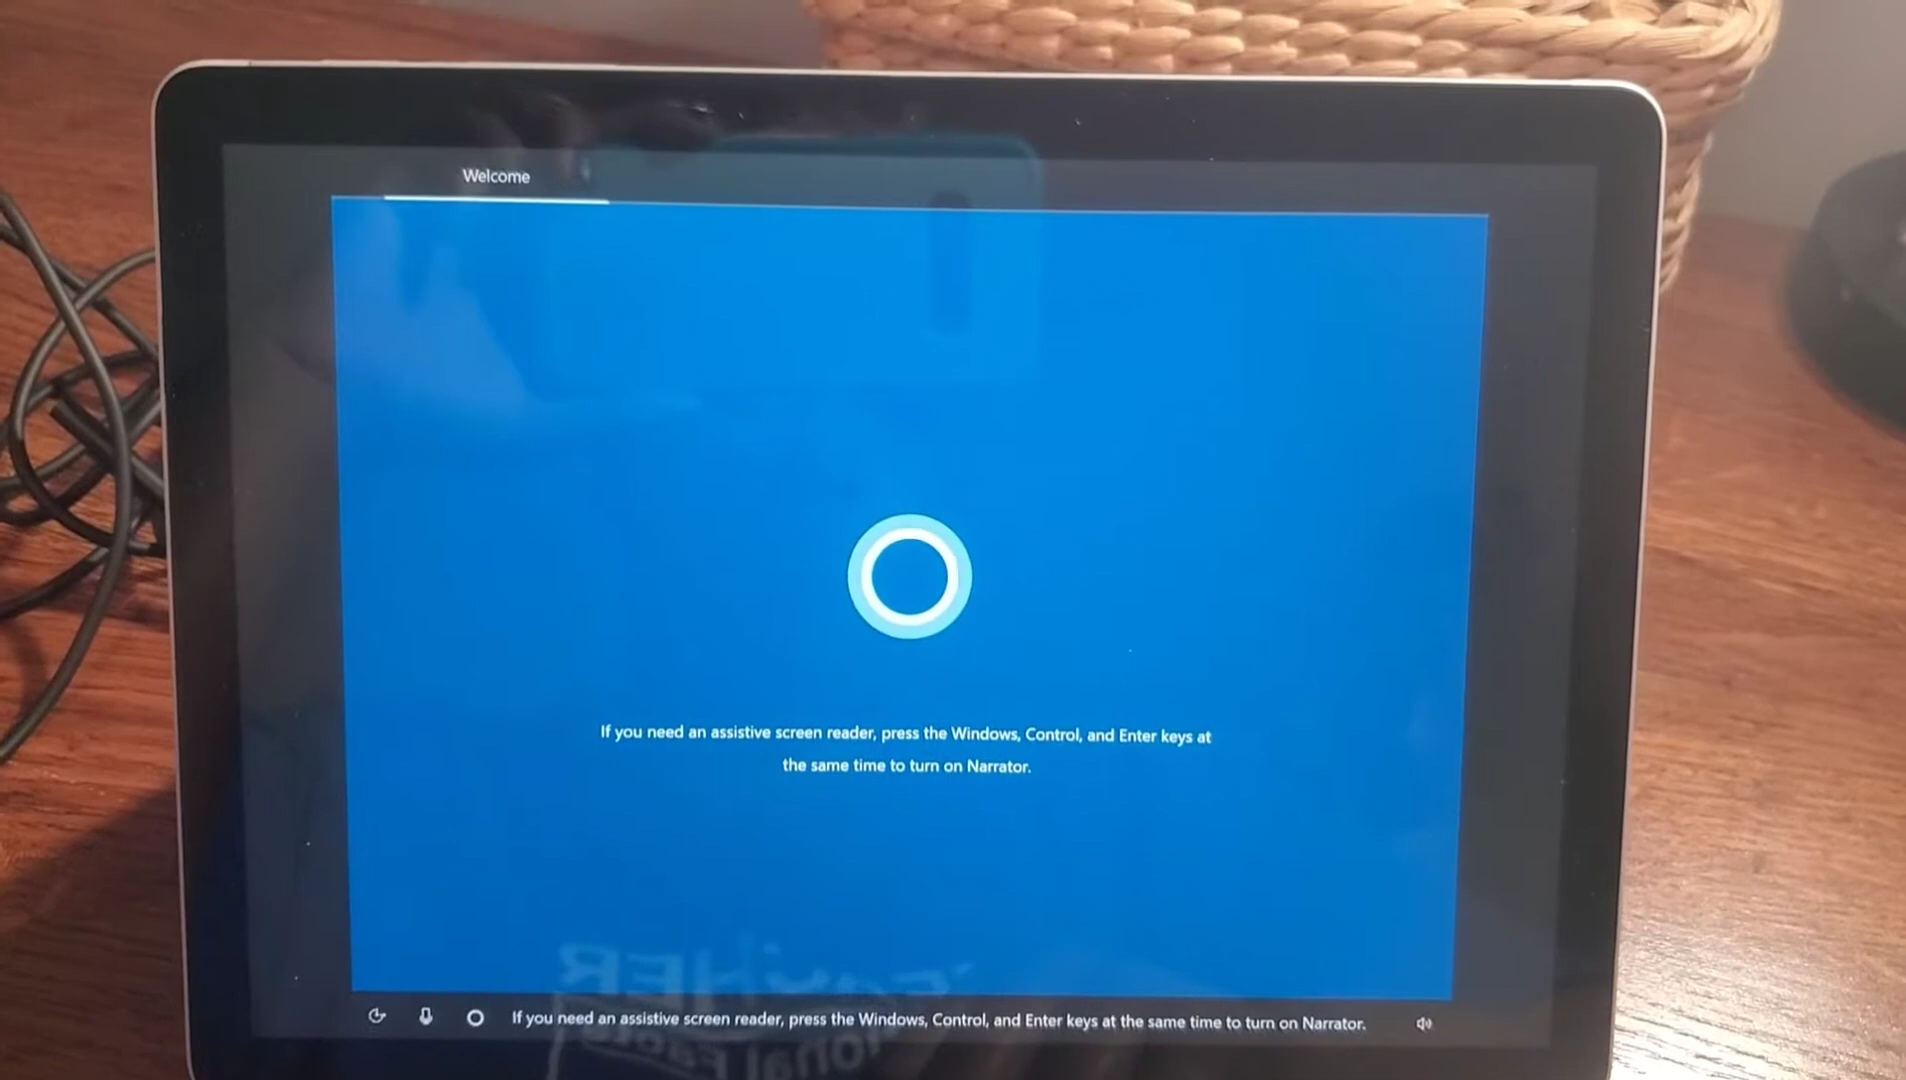 Welcome
If you need an assistive screen reader, press the Windows, Control, and Enter keys at
the same time to turn on Narrator.
If you need an assistive screen reader, press the Windows, Control, and Enter keys at the same time to turn on Narrator.